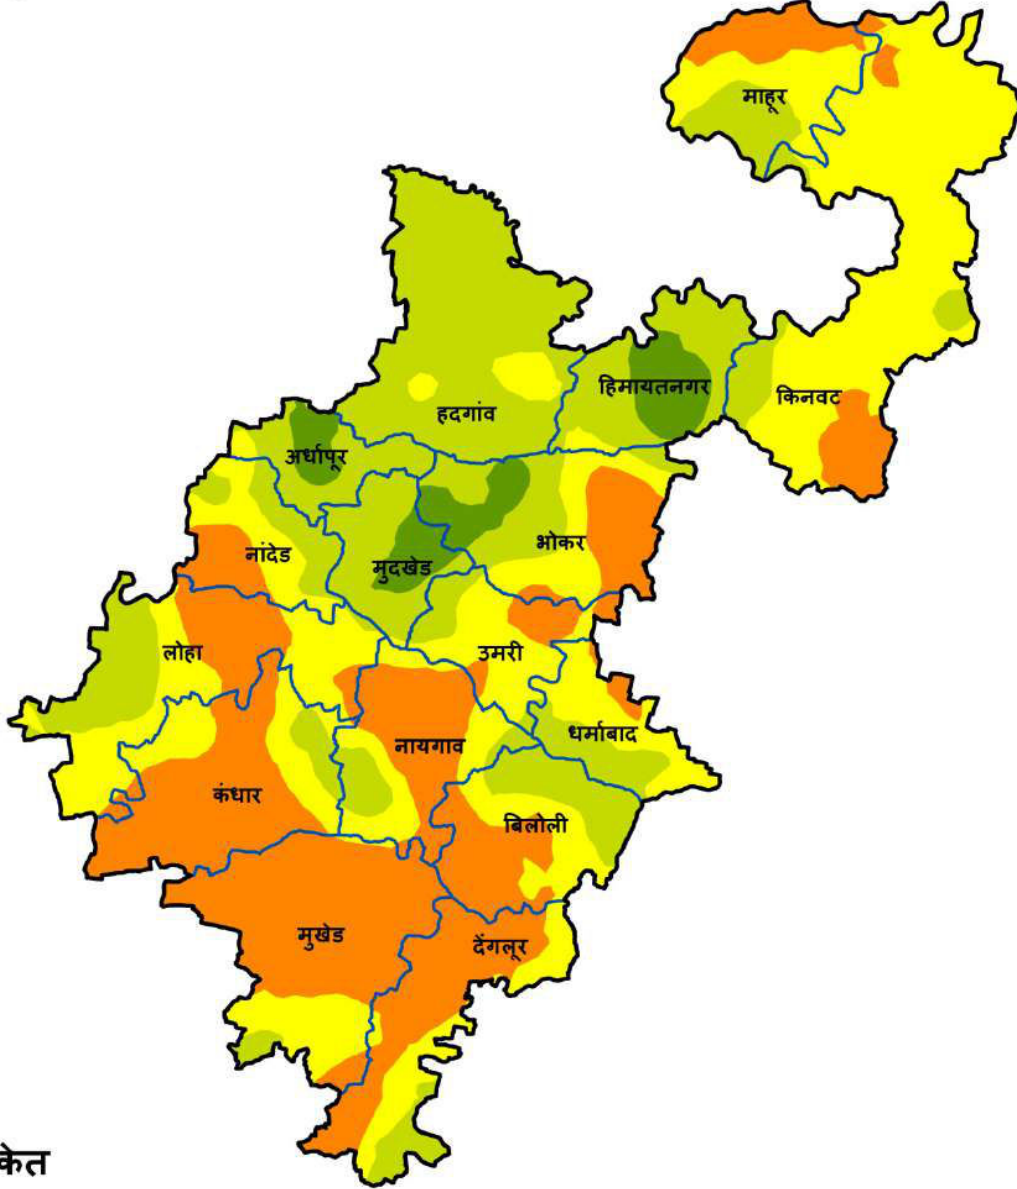 माहूर
हिमायतनगर
किनवट
हदगांव
अर्धापूर
भोकर
नांदेड
मुदखेड
लोहा
उमरी
धर्माबाद
नायगाव
कंधार
बिलोली
मुखेड
देंगलूर
केत